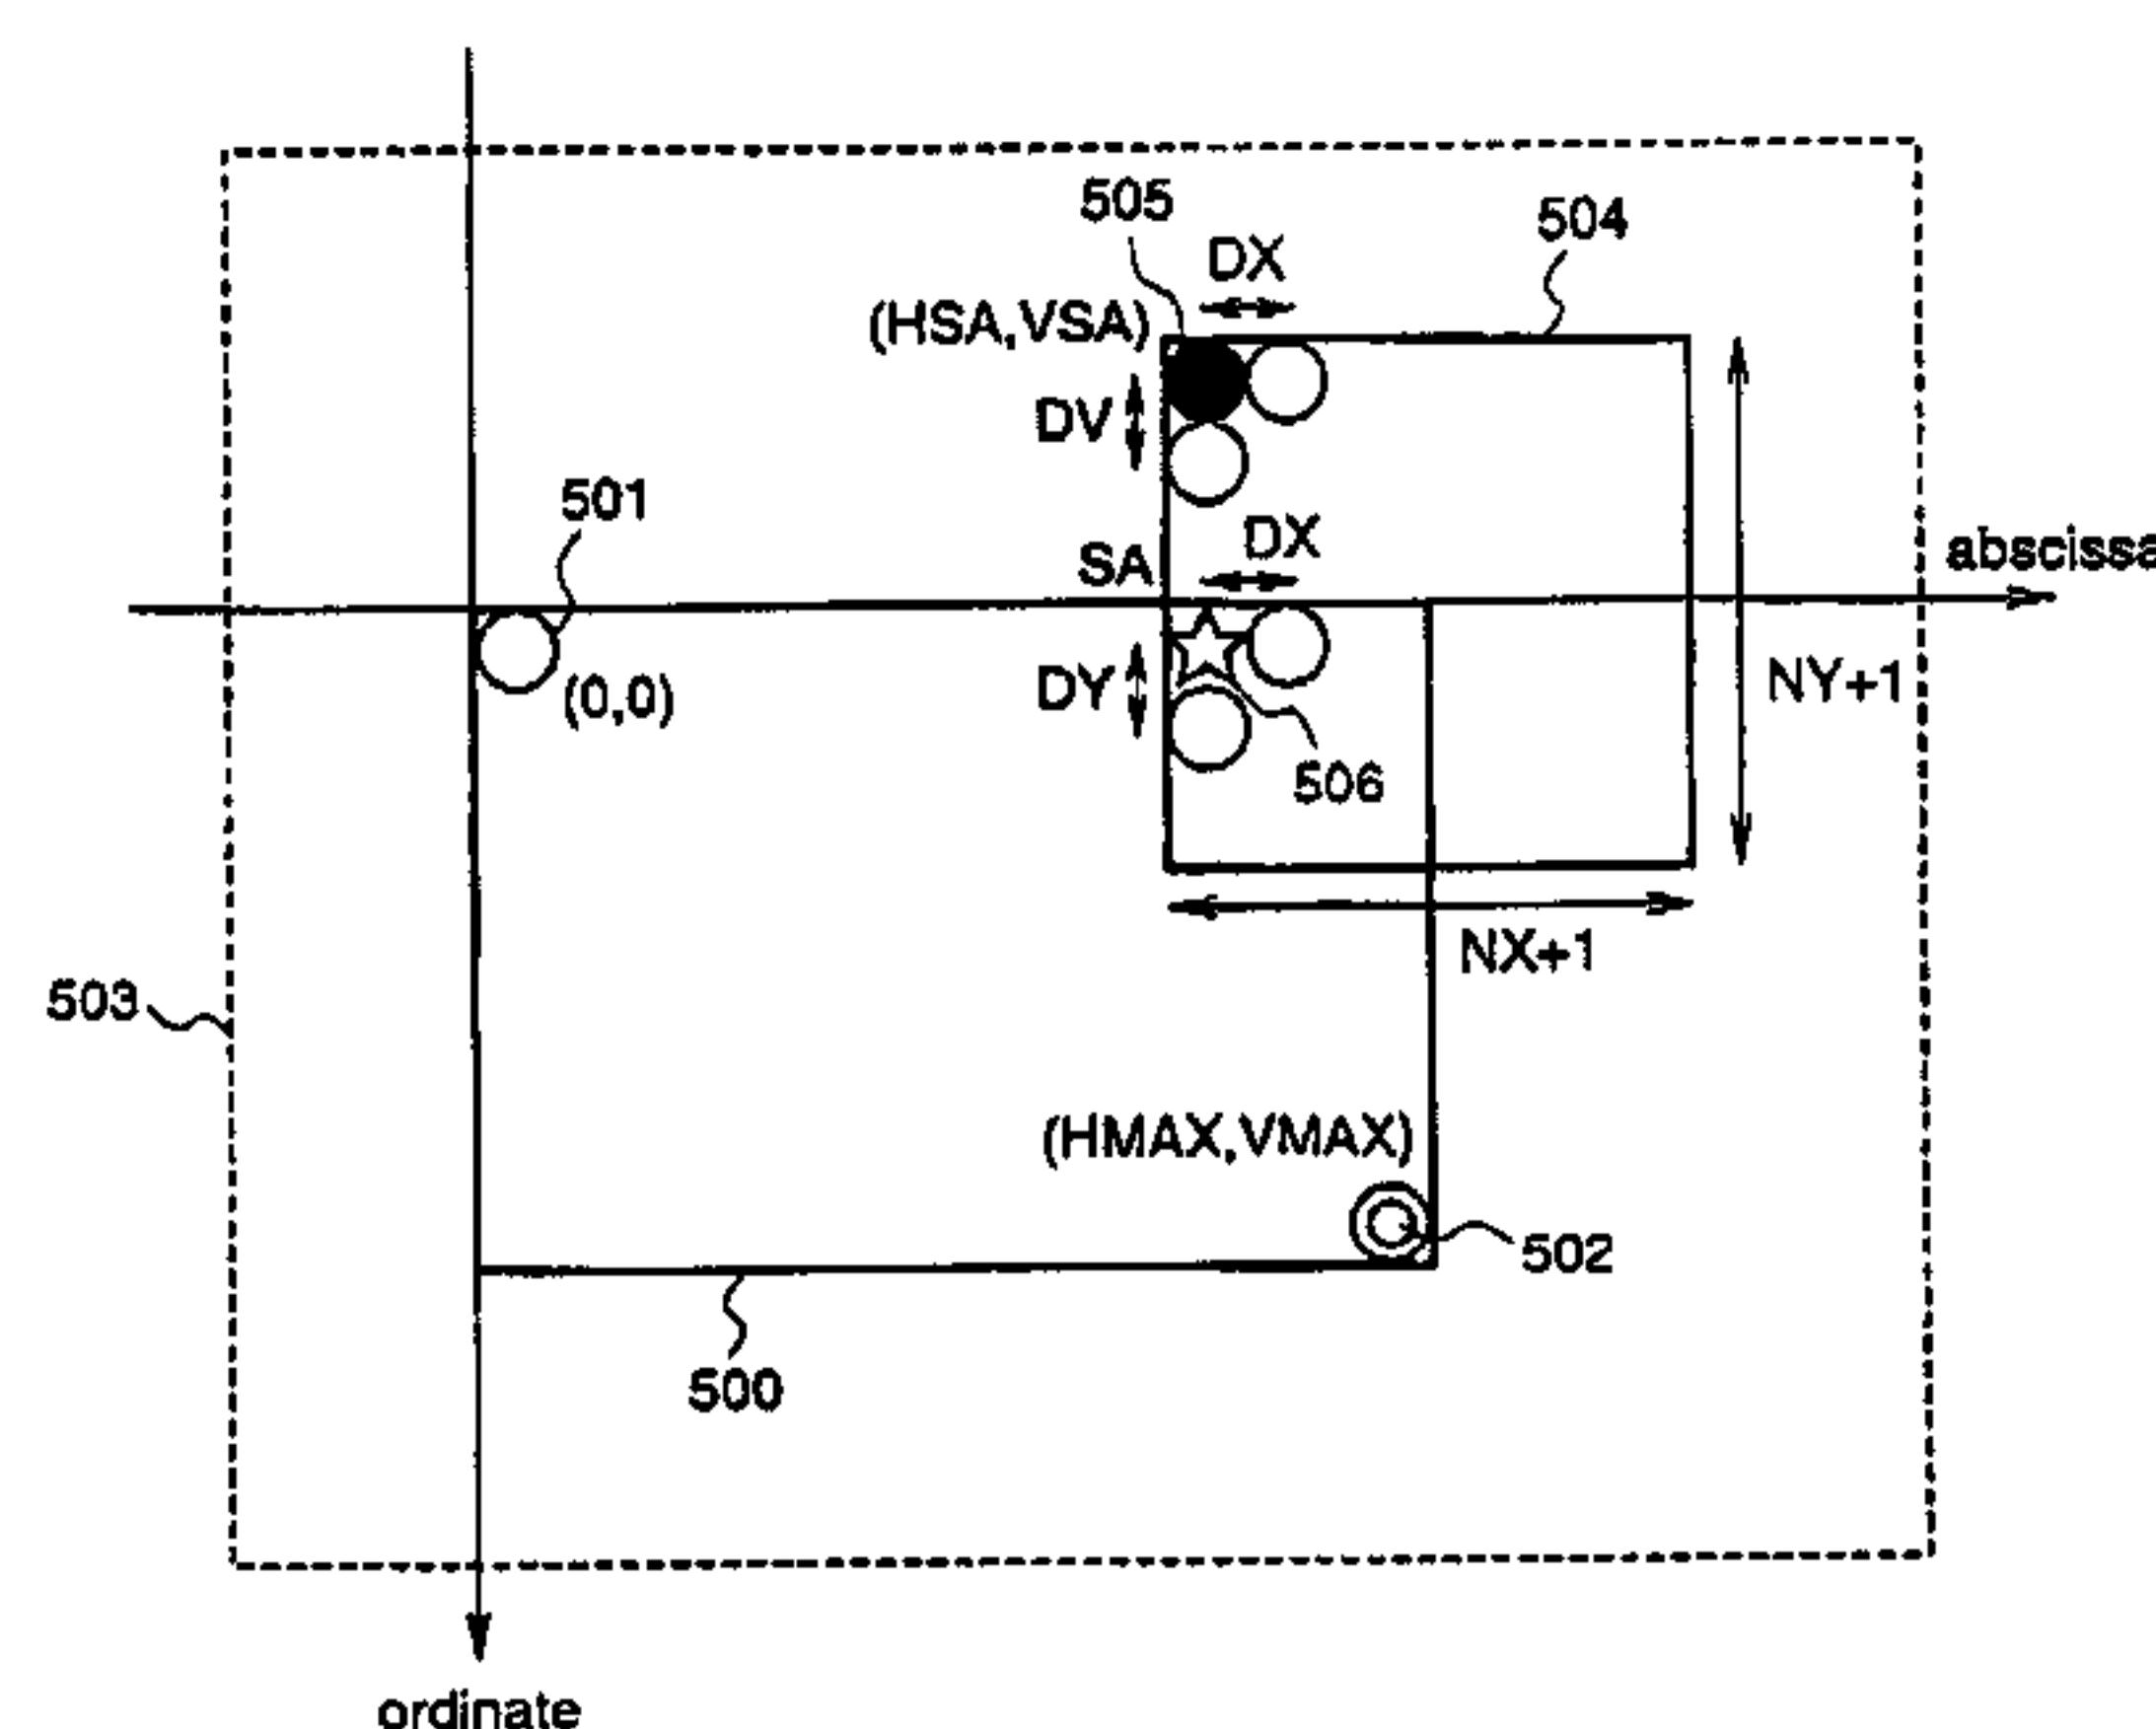 505
504
DX
(HSA,VSA)
DV
501
SA
DX
abscissa
(0,0)
DY
NY+1
506
NX+1
503
(HMAX,VMAX)
502
500
ordinate